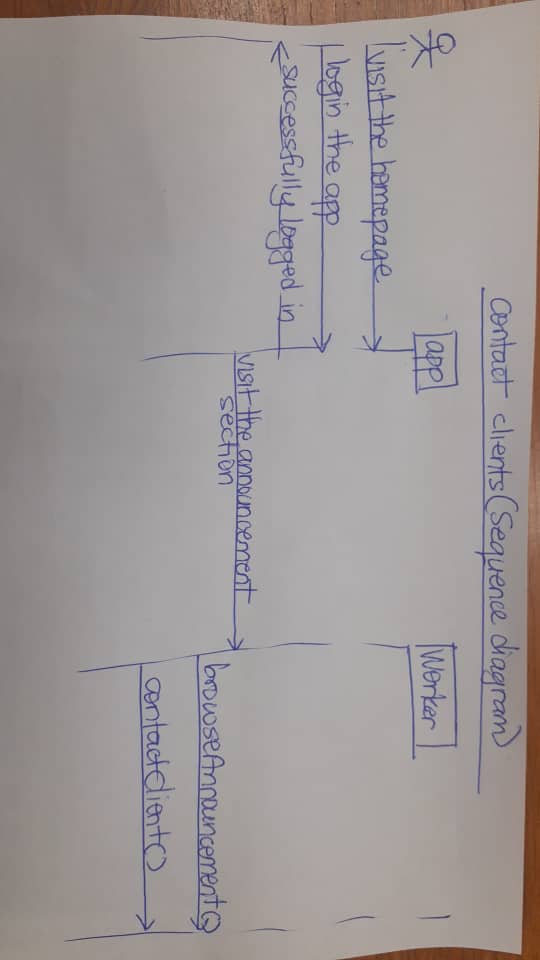 Contact clients (Sequence diagram)
app
Worker
visit the homepage
login the app
successfully logged in
visit the announcement
section
browseAnnouncement()
contactClient()